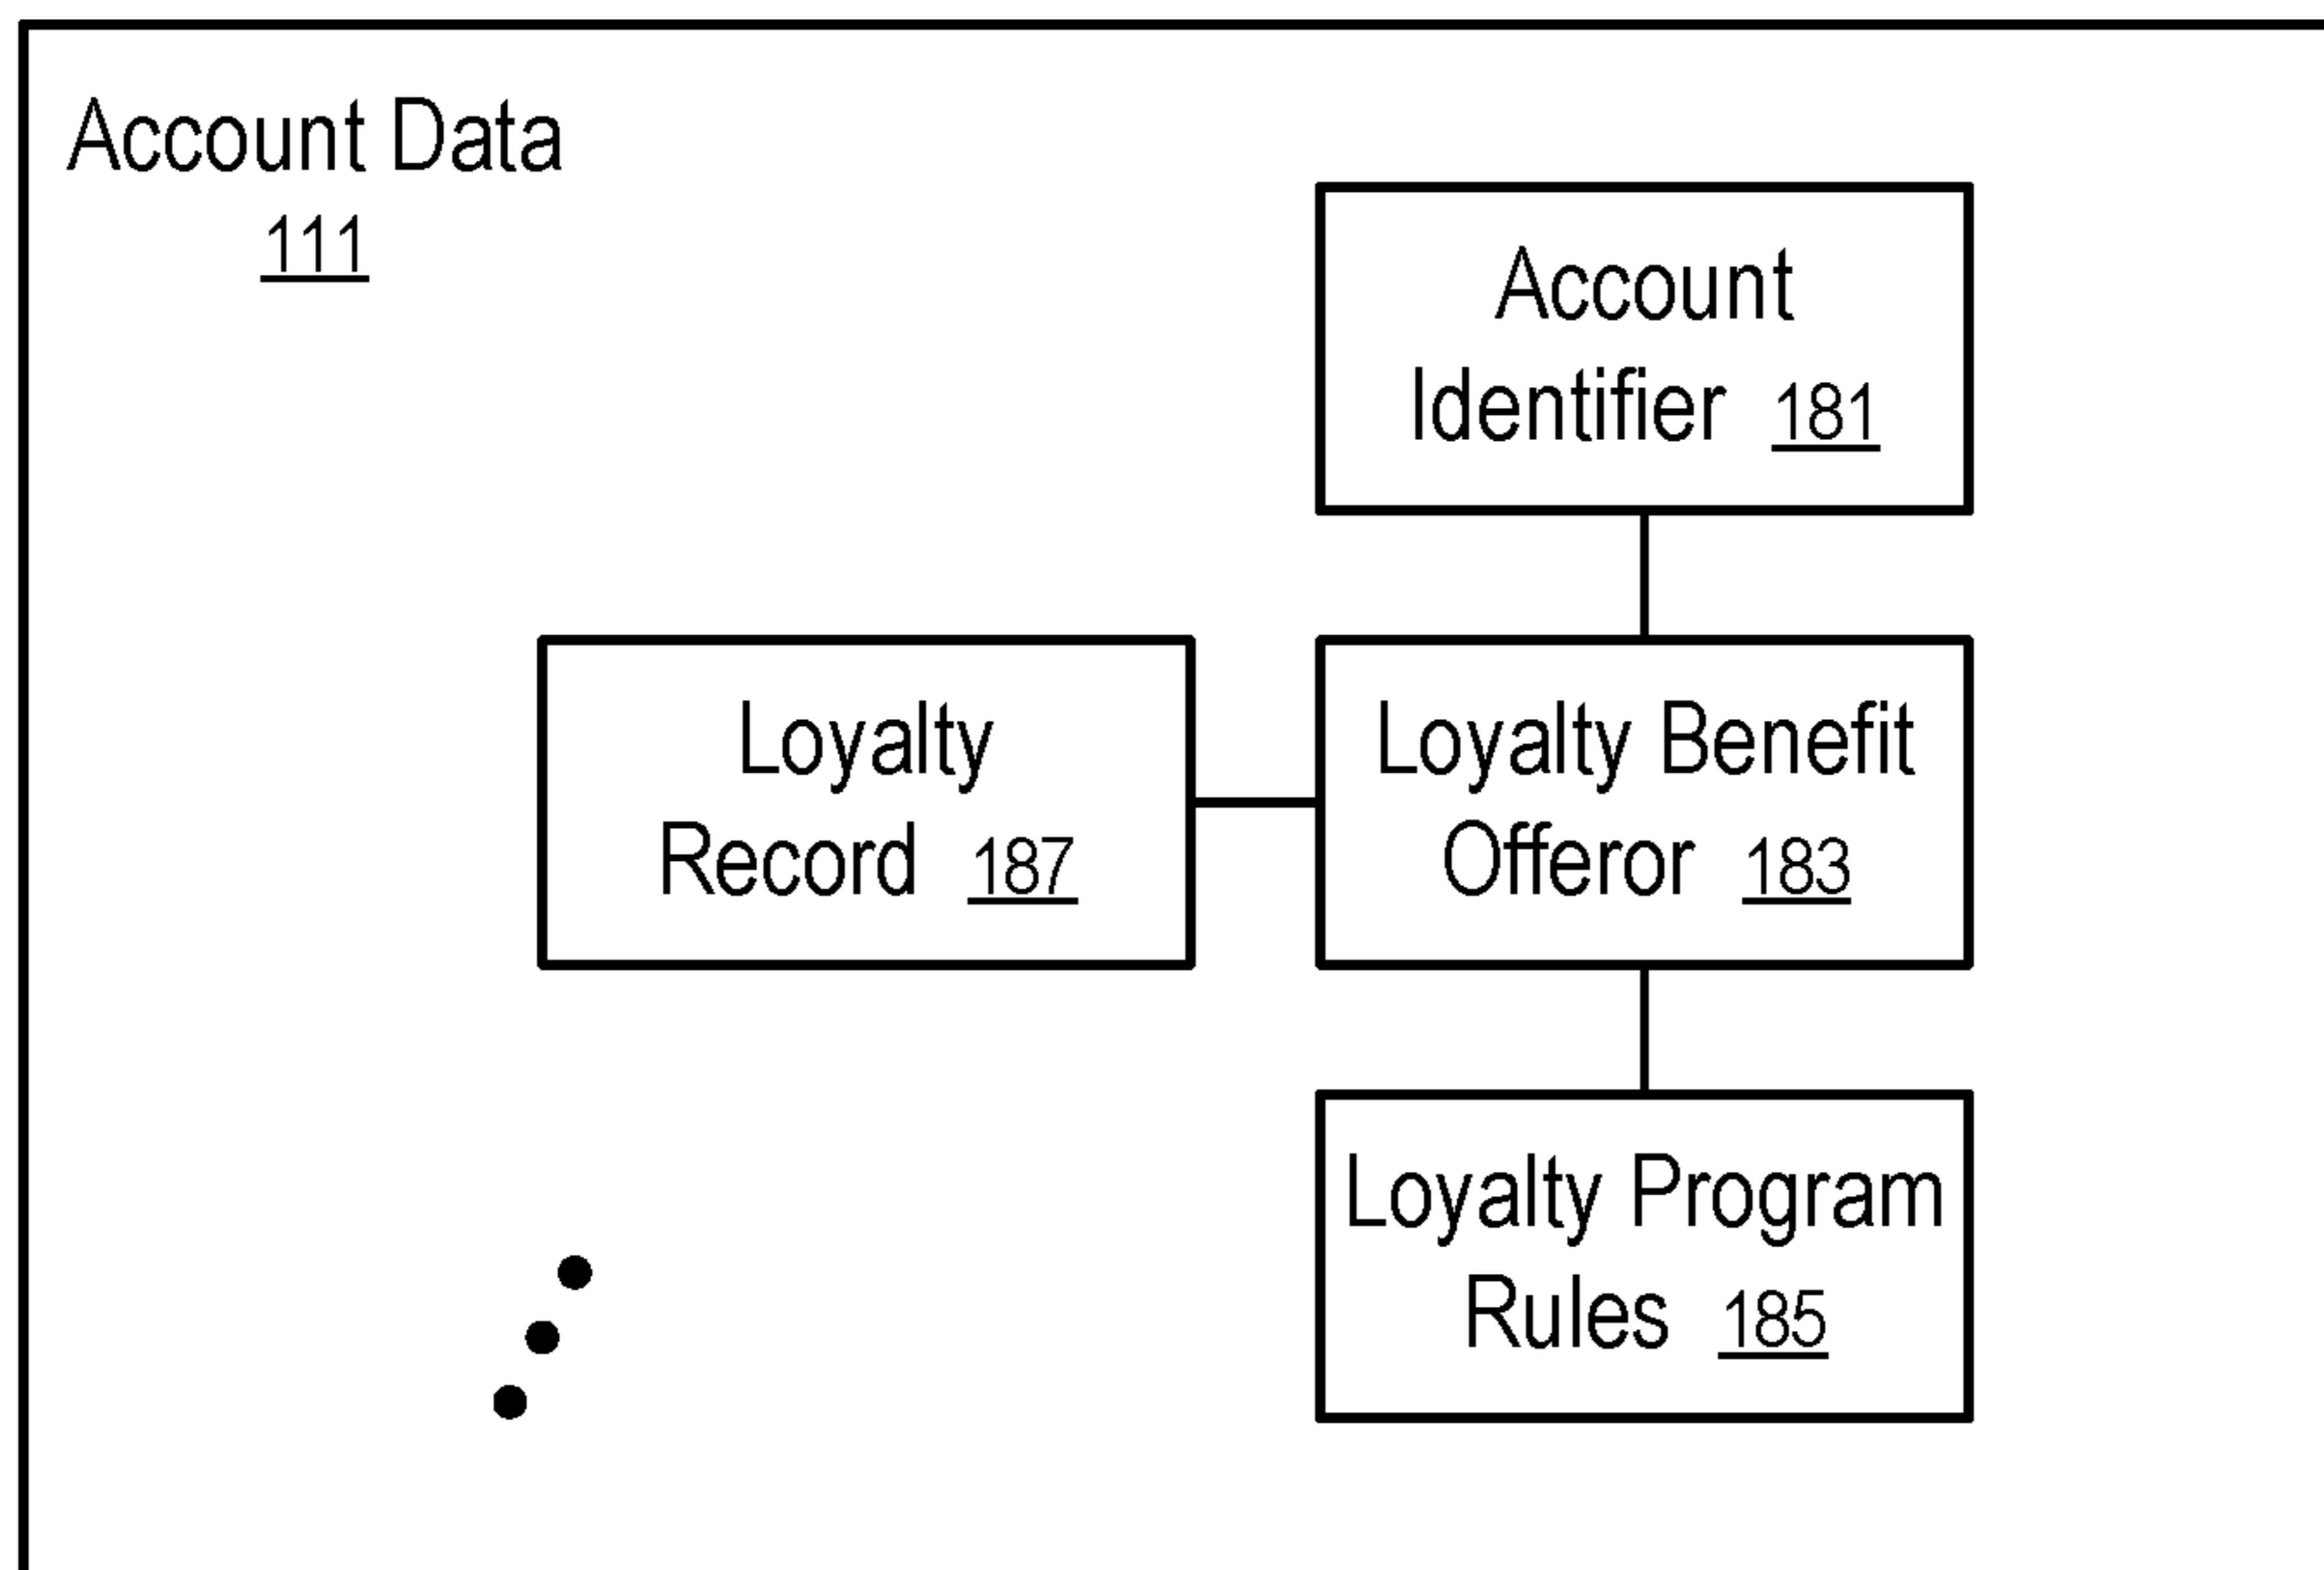 Account Data
111
Account
Identifier 181
Loyalty
Record 187
Loyalty Benefit
Offeror 183
Loyalty Program
Rules 185